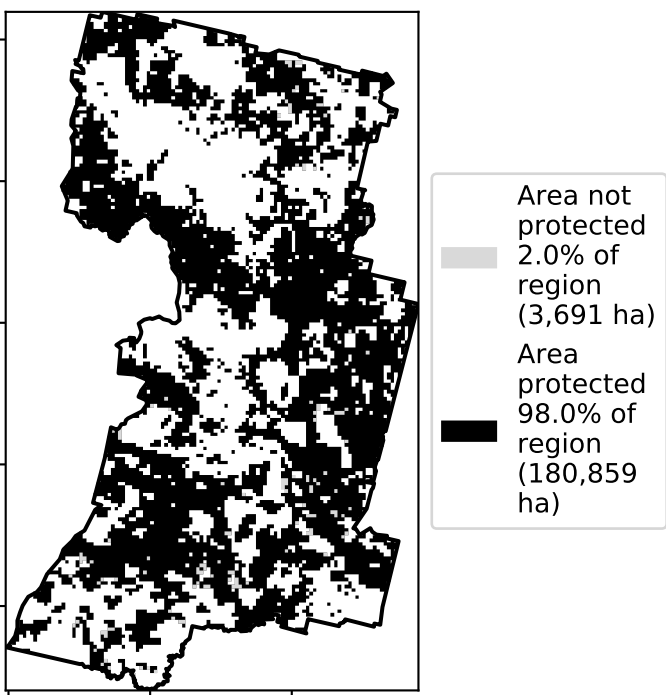 Area not
protected
2.0% of
region
(3,691 ha)
Area
protected
98.0% of
region
(180,859
ha)